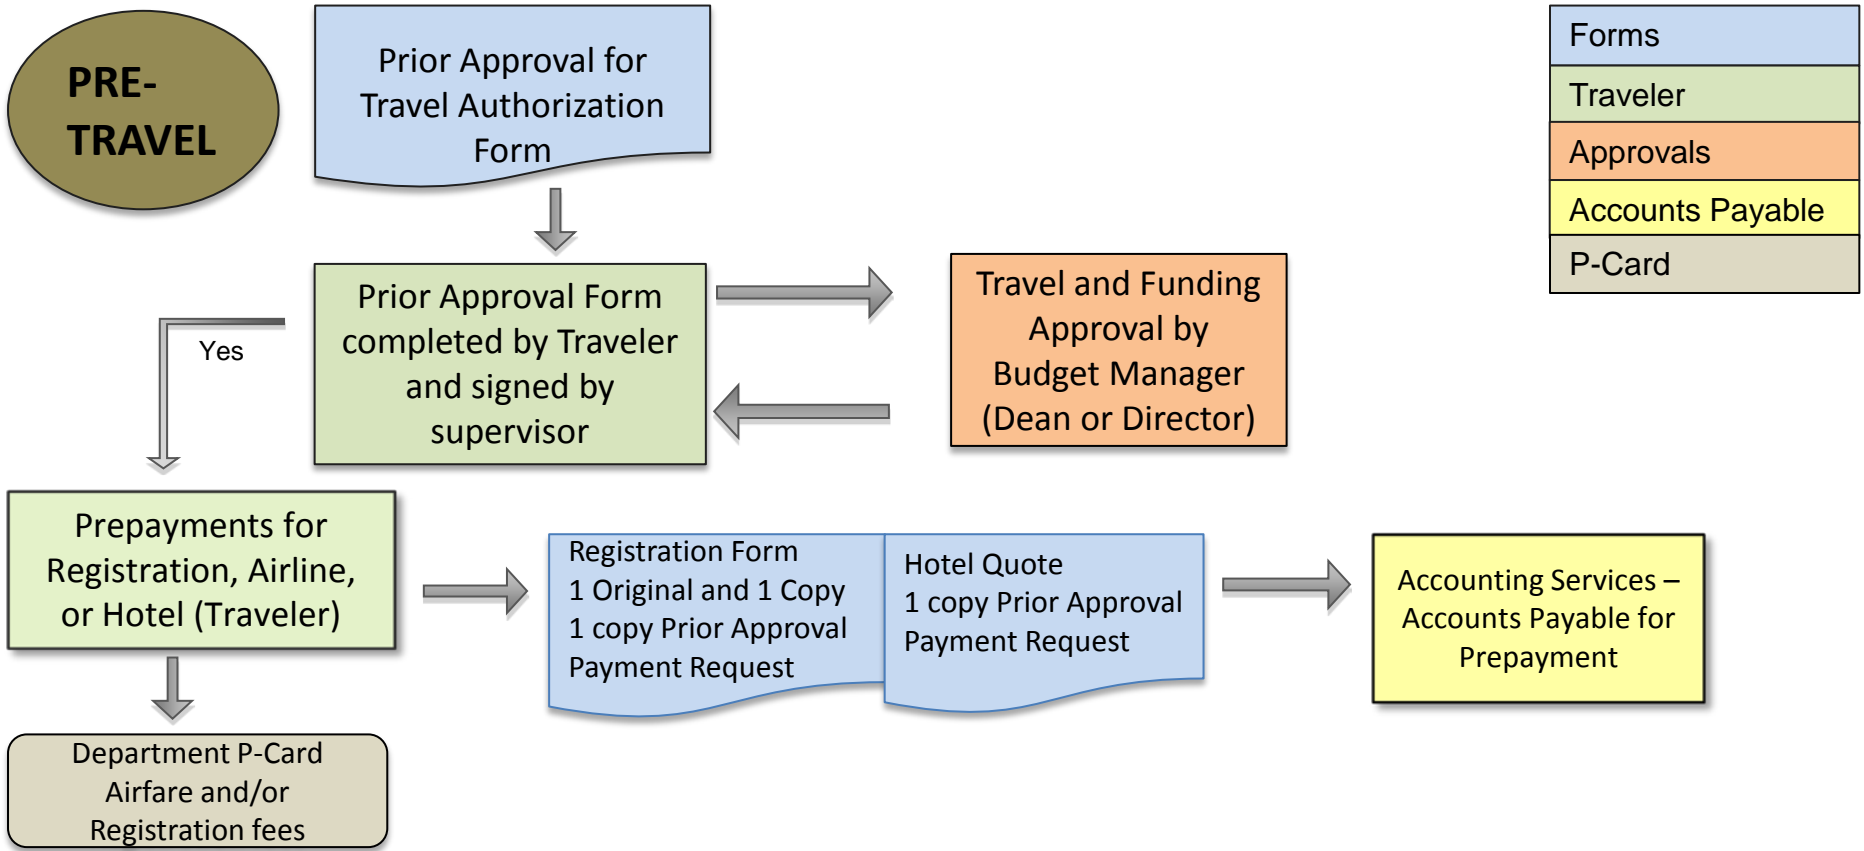 PRE-
TRAVEL
Prior Approval for
Travel Authorization
Form
Forms
Traveler
Approvals
Accounts Payable
P-Card
Prior Approval Form
completed by Traveler
and signed by
supervisor
Travel and Funding
Approval by
Budget Manager
(Dean or Director)
Yes
Prepayments for
Registration, Airline,
or Hotel (Traveler)
Registration Form
1 Original and 1 Copy
1 copy Prior Approval
Payment Request
Hotel Quote
1 copy Prior Approval
Payment Request
Accounting Services –
Accounts Payable for
Prepayment
Department P-Card
Airfare and/or
Registration fees